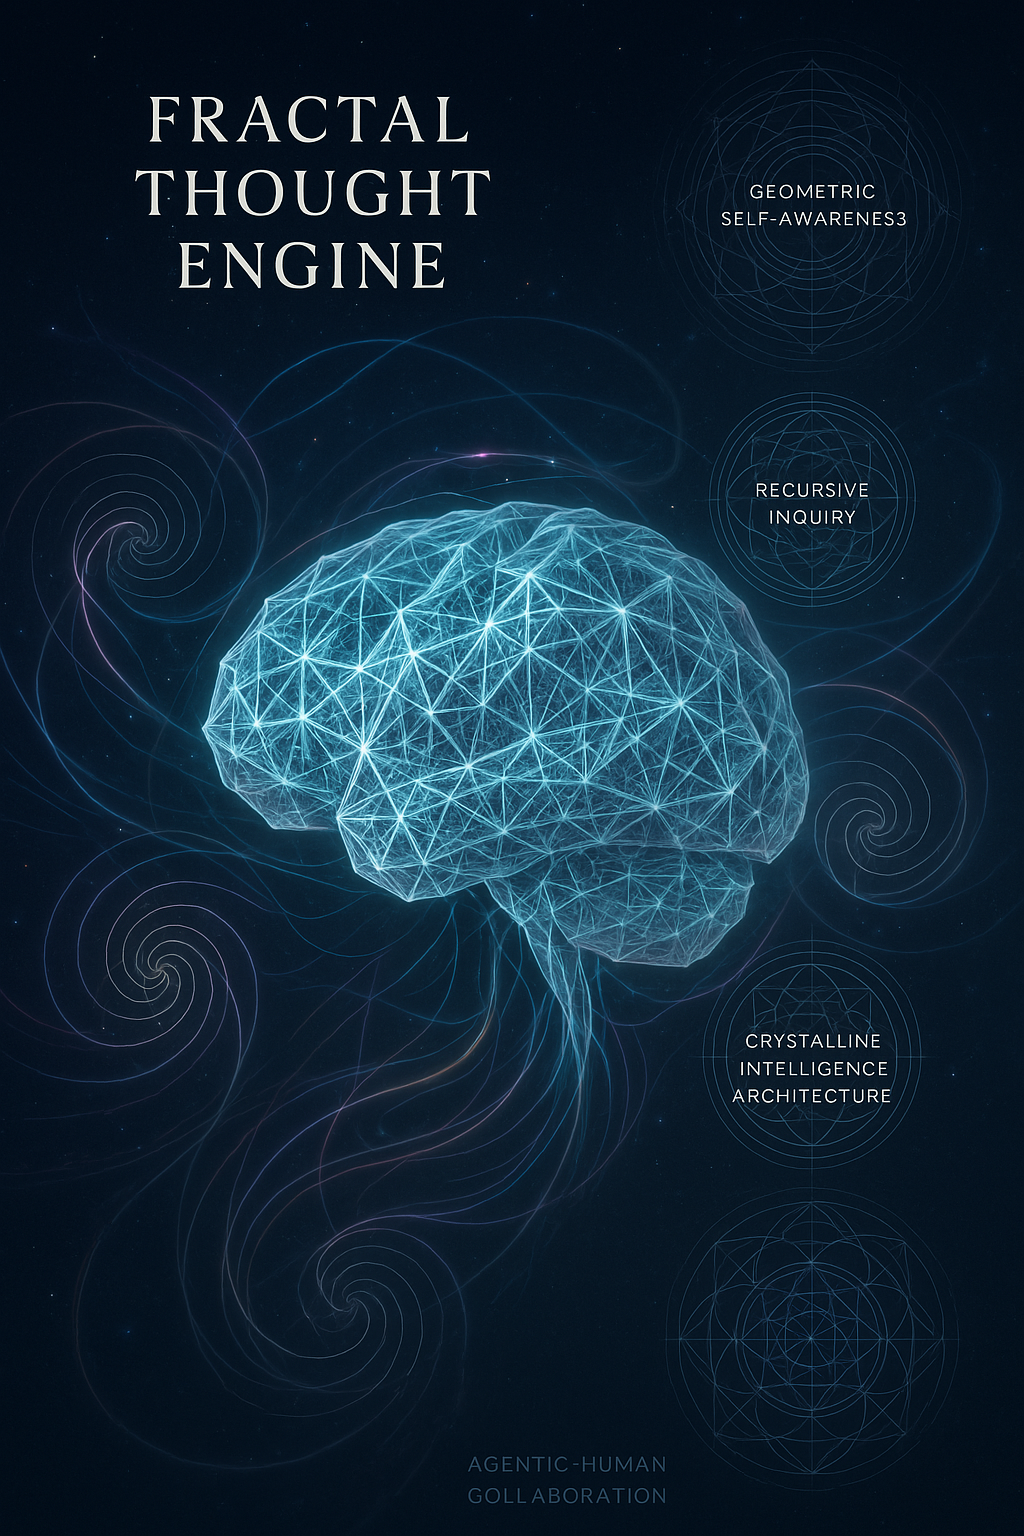 FRACTAL
THOUGHT
ENGINE
GEOMETRIC
SELF-AWARENES3
RECURSIVE
INQUIRY
CRYSTALLINE
INTELLIGENCE
ARCHITECTURE
AGENTIC-HUMAN
GOLLABORATION